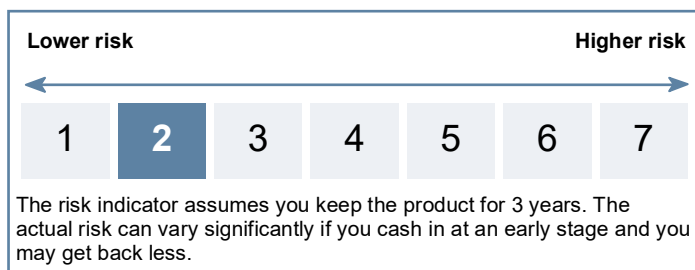 Lower risk Higher risk
1 2 3 4 5 6 7
The risk indicator assumes you keep the product for 3 years. The
actual risk can vary significantly if you cash in at an early stage and you
may get back less.